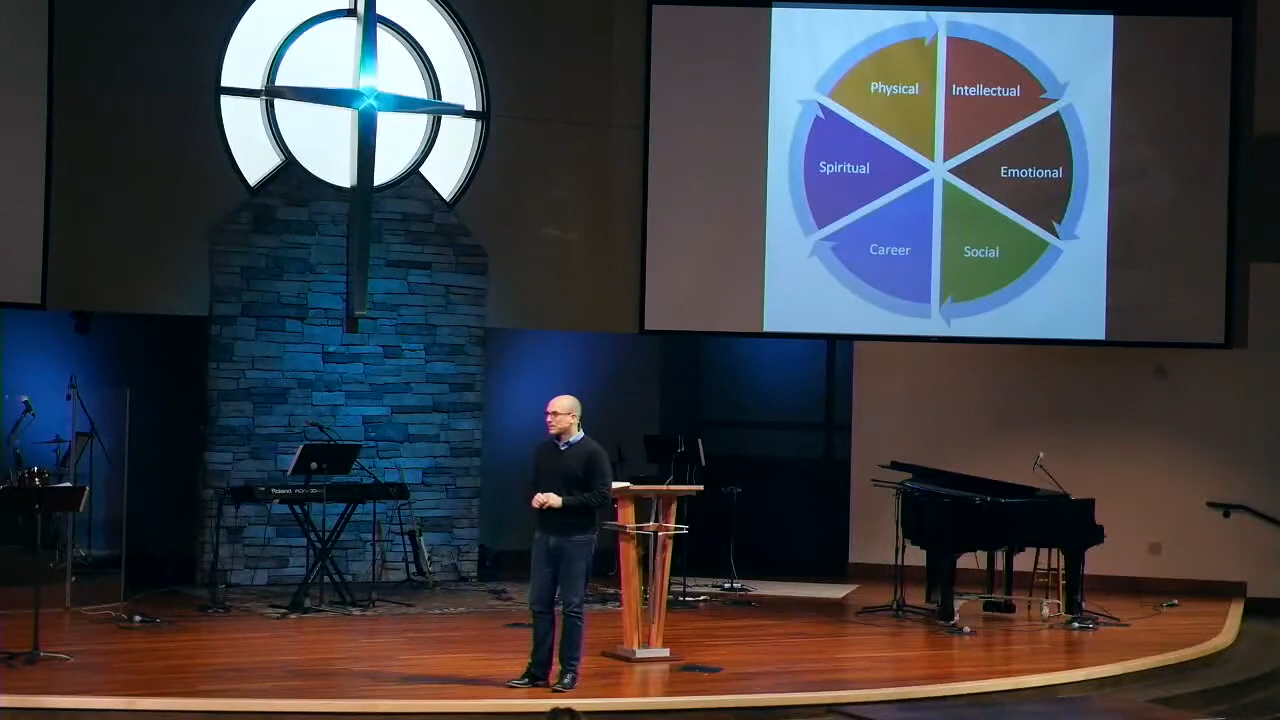 Physical
Intellectual
Spiritual
Emotional
Career
Social
Roland